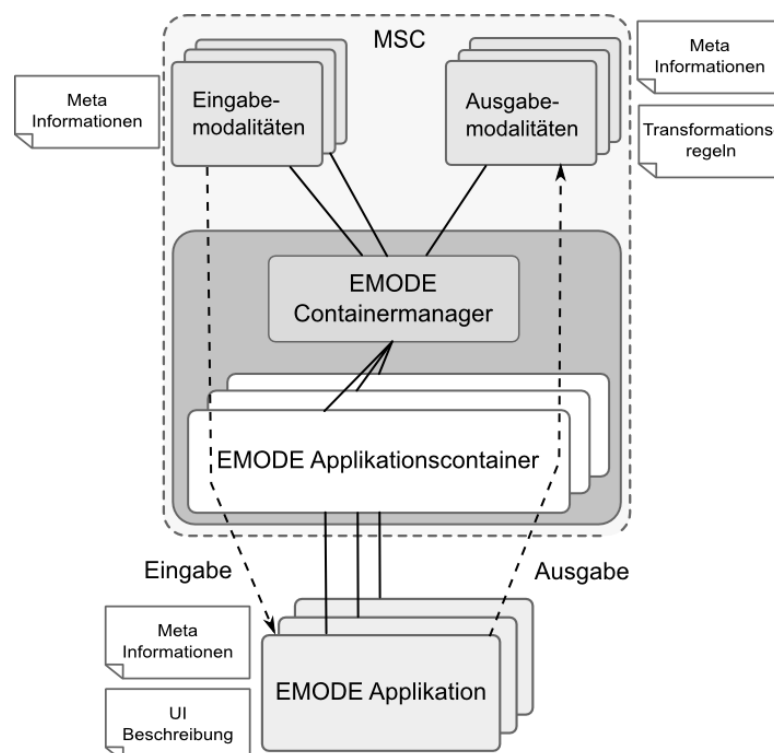 MSC
Meta
Informationen
Eingabe-
modalitäten
Ausgabe-
modalitäten
Meta
Informationen
Transformations-
regeln
EMODE
Containermanager
EMODE Applikationscontainer
Eingabe
Ausgabe
Meta
Informationen
EMODE Applikation
UI
Beschreibung